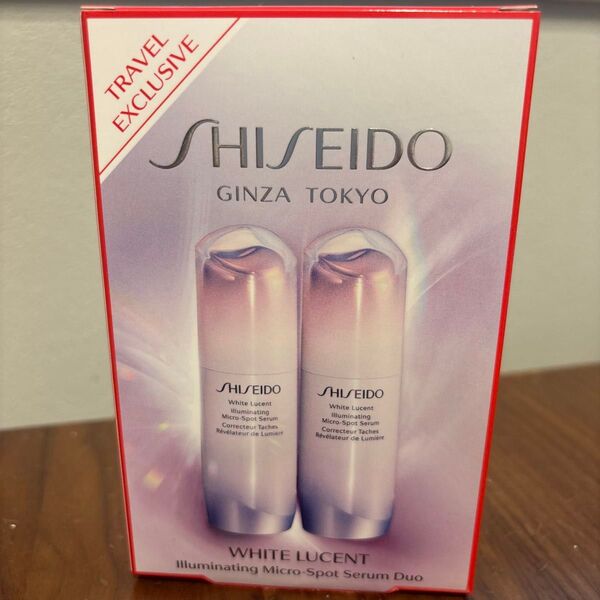 TRAVEL
EXCLUSIVE
SHISEIDO
GINZA TOKYO
SHISEIDO
White Lucent
Illuminating
Micro-Spot Serum
Correcteur Taches
Révélateur de Lumière
SHISEIDO
White Lucent
Illuminating
Micro-Spot Serum
Correcteur Taches
Révélateur de Lumière
WHITE LUCENT
Illuminating Micro-Spot Serum Duo